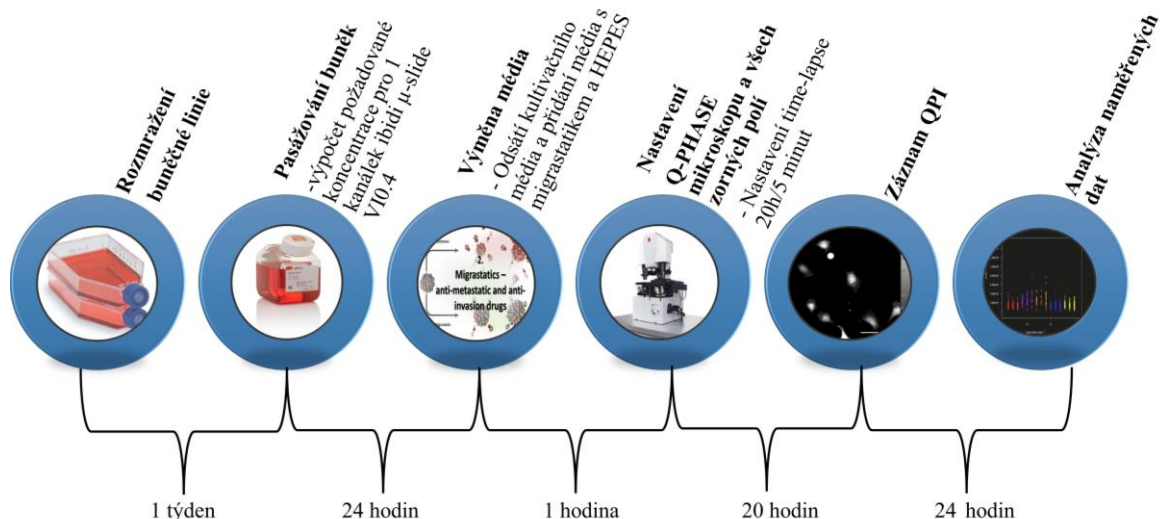 Rozmražení
buněčné linie
Pasážování buněk
-výpočet požadované
koncentrace pro 1
kanálek ibidi µ-slide
VI0.4
Výměna média
- Odsátí kultivačního
média a přidání média s
migrastatikem a HEPES
Nastavení
Q-PHASE
mikroskopu a všech
zorných polí
- Nastavení time-lapse
20h/5 minut
Záznam QPI
Analýza naměřených
dat
2.
Migrastatics –
anti-metastatic and anti-
invasion drugs
1 týden
24 hodin
1 hodina
20 hodin
24 hodin